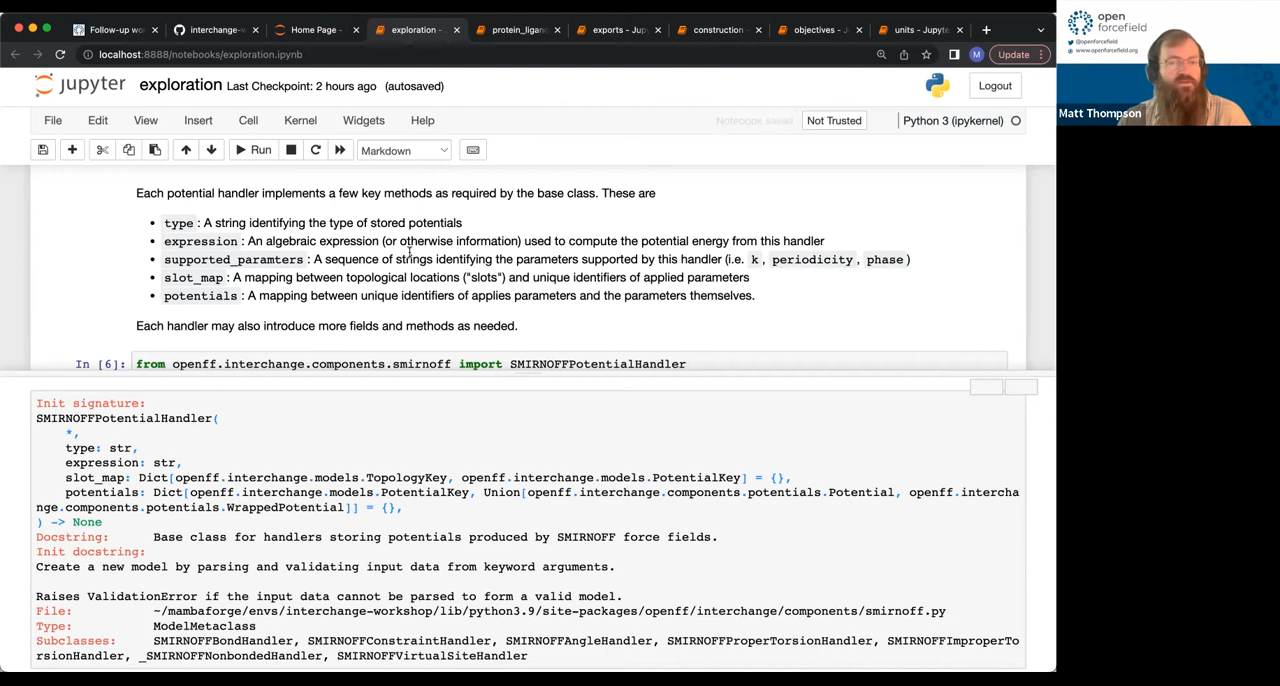 Follow-up wo
interchange-w
Home Page -
exploration -
protein_ligand
exports - Jup
construction -
objectives - Ju
units - Jupyte
localhost:8888/notebooks/exploration.ipynb
M
Update
jupyter exploration Last Checkpoint: 2 hours ago (autosaved)
Logout
File Edit View Insert Cell Kernel Widgets Help
Notebook saved
Not Trusted
Python 3 (ipykernel)
Run
Markdown
Each potential handler implements a few key methods as required by the base class. These are
• type : A string identifying the type of stored potentials
• expression : An algebraic expression (or otherwise information) used to compute the potential energy from this handler
• supported_paramters : A sequence of strings identifying the parameters supported by this handler (i.e. k , periodicity , phase )
• slot_map : A mapping between topological locations ("slots") and unique identifiers of applied parameters
• potentials : A mapping between unique identifiers of applies parameters and the parameters themselves.
Each handler may also introduce more fields and methods as needed.
In [6]: from openff.interchange.components.smirnoff import SMIRNOFFPotentialHandler
Init signature:
SMIRNOFFPotentialHandler(
*,
type: str,
expression: str,
slot_map: Dict[openff.interchange.models.TopologyKey, openff.interchange.models.PotentialKey] = {},
potentials: Dict[openff.interchange.models.PotentialKey, Union[openff.interchange.components.potentials.Potential, openff.intercha
nge.components.potentials.WrappedPotential]] = {},
) -> None
Docstring: Base class for handlers storing potentials produced by SMIRNOFF force fields.
Init docstring:
Create a new model by parsing and validating input data from keyword arguments.
Raises ValidationError if the input data cannot be parsed to form a valid model.
File: ~/mambaforge/envs/interchange-workshop/lib/python3.9/site-packages/openff/interchange/components/smirnoff.py
Type: ModelMetaclass
Subclasses: SMIRNOFFBondHandler, SMIRNOFFConstraintHandler, SMIRNOFFAngleHandler, SMIRNOFFProperTorsionHandler, SMIRNOFFImproperTo
rsionHandler, _SMIRNOFFNonbondedHandler, SMIRNOFFVirtualSiteHandler
open
forcefield
@openforcefield
www.openforcefield.org
Matt Thompson